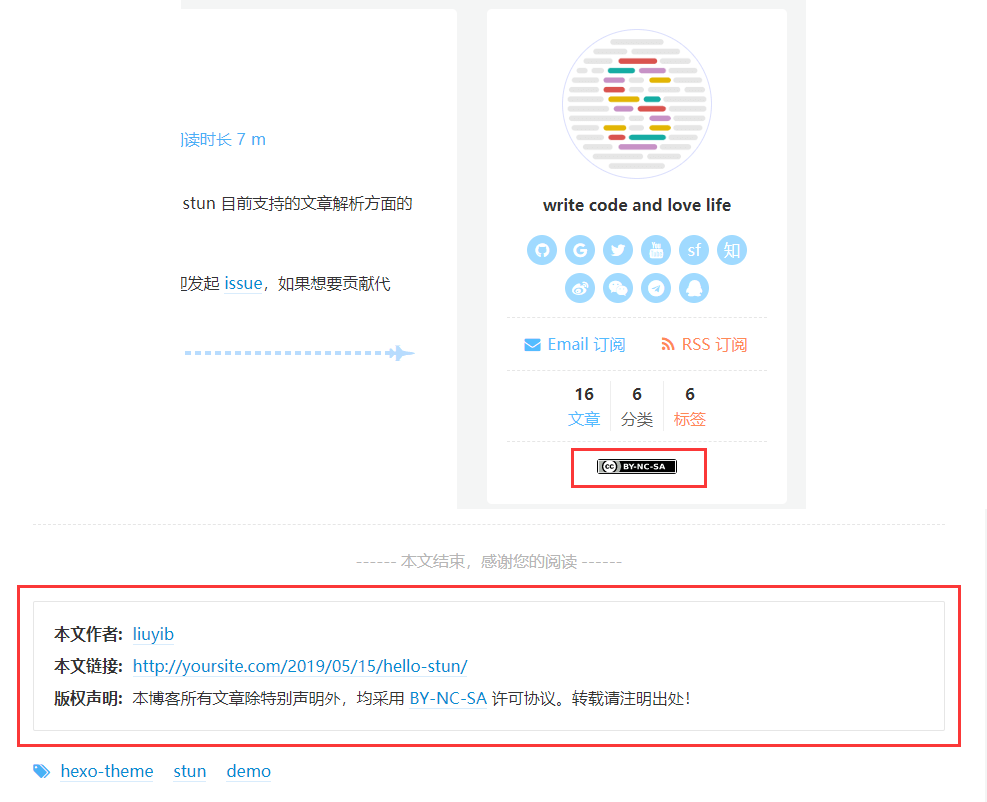 读时长 7 m
stun 目前支持的文章解析方面的
发起 issue，如果想要贡献代
write code and love life
sf 知
Email 订阅 RSS 订阅
16 6 6
文章 分类 标签
cc BY-NC-SA
------ 本文结束，感谢您的阅读 ------
本文作者： liuyib
本文链接： http://yoursite.com/2019/05/15/hello-stun/
版权声明： 本博客所有文章除特别声明外，均采用 BY-NC-SA 许可协议。转载请注明出处！
hexo-theme stun demo